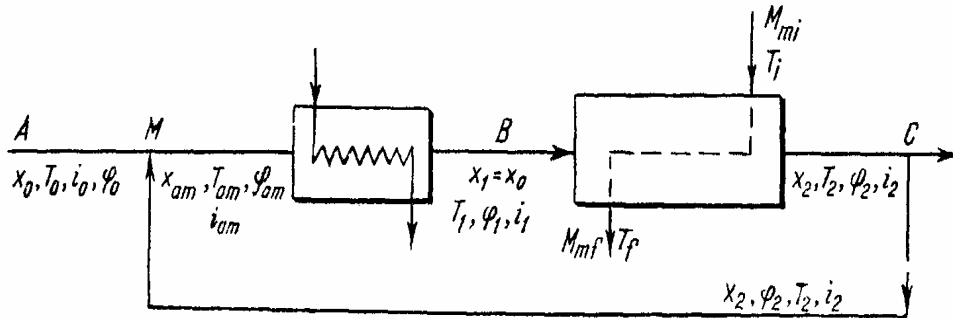 M_mi
T_i
A
M
B
C
x_0, T_0, i_0, φ_0
x_am, T_am, φ_am
i_am
x_1 = x_0
T_1, φ_1, i_1
x_2, T_2, φ_2, i_2
M_mf T_f
x_2, φ_2, T_2, i_2